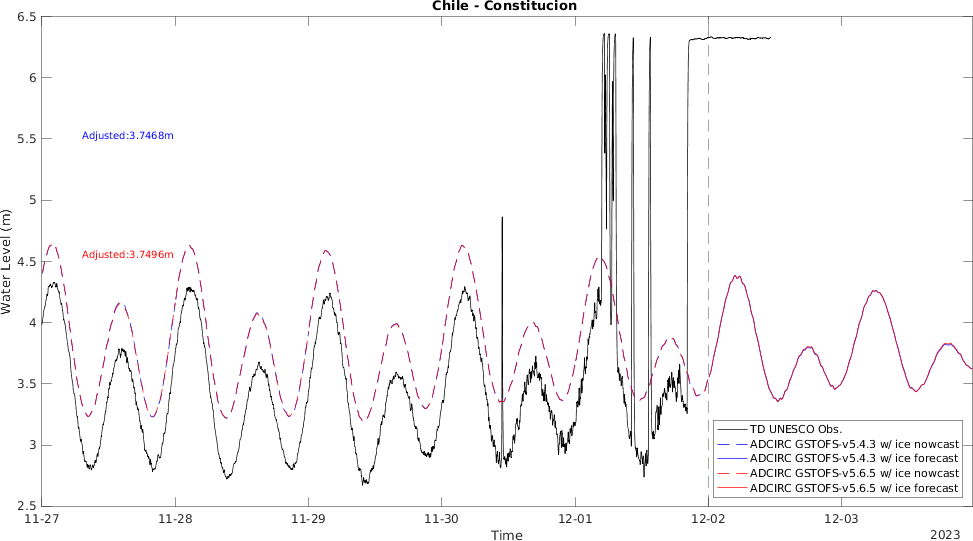 Chile - Constitucion
6.5
6
5.5
5
4.5
4
3.5
3
2.5
Water Level (m)
Adjusted:3.7468m
Adjusted:3.7496m
TD UNESCO Obs.
ADCIRC GSTOFS-v5.4.3 w/ ice nowcast
ADCIRC GSTOFS-v5.4.3 w/ ice forecast
ADCIRC GSTOFS-v5.6.5 w/ ice nowcast
ADCIRC GSTOFS-v5.6.5 w/ ice forecast
11-27 11-28 11-29 11-30 12-01 12-02 12-03
Time
2023